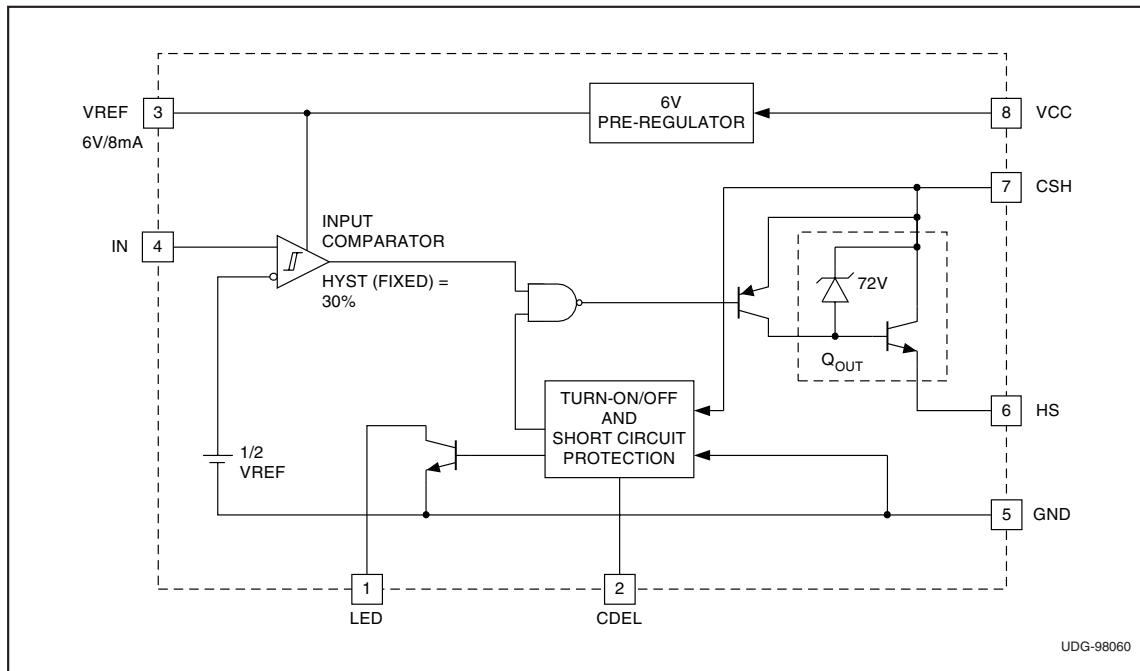 VREF
3
6V/8mA
6V
PRE-REGULATOR
8
VCC
7
CSH
IN
4
INPUT
COMPARATOR
HYST (FIXED) =
30%
72V
QOUT
6
HS
TURN-ON/OFF
AND
SHORT CIRCUIT
PROTECTION
1/2
VREF
5
GND
1
LED
2
CDEL
UDG-98060